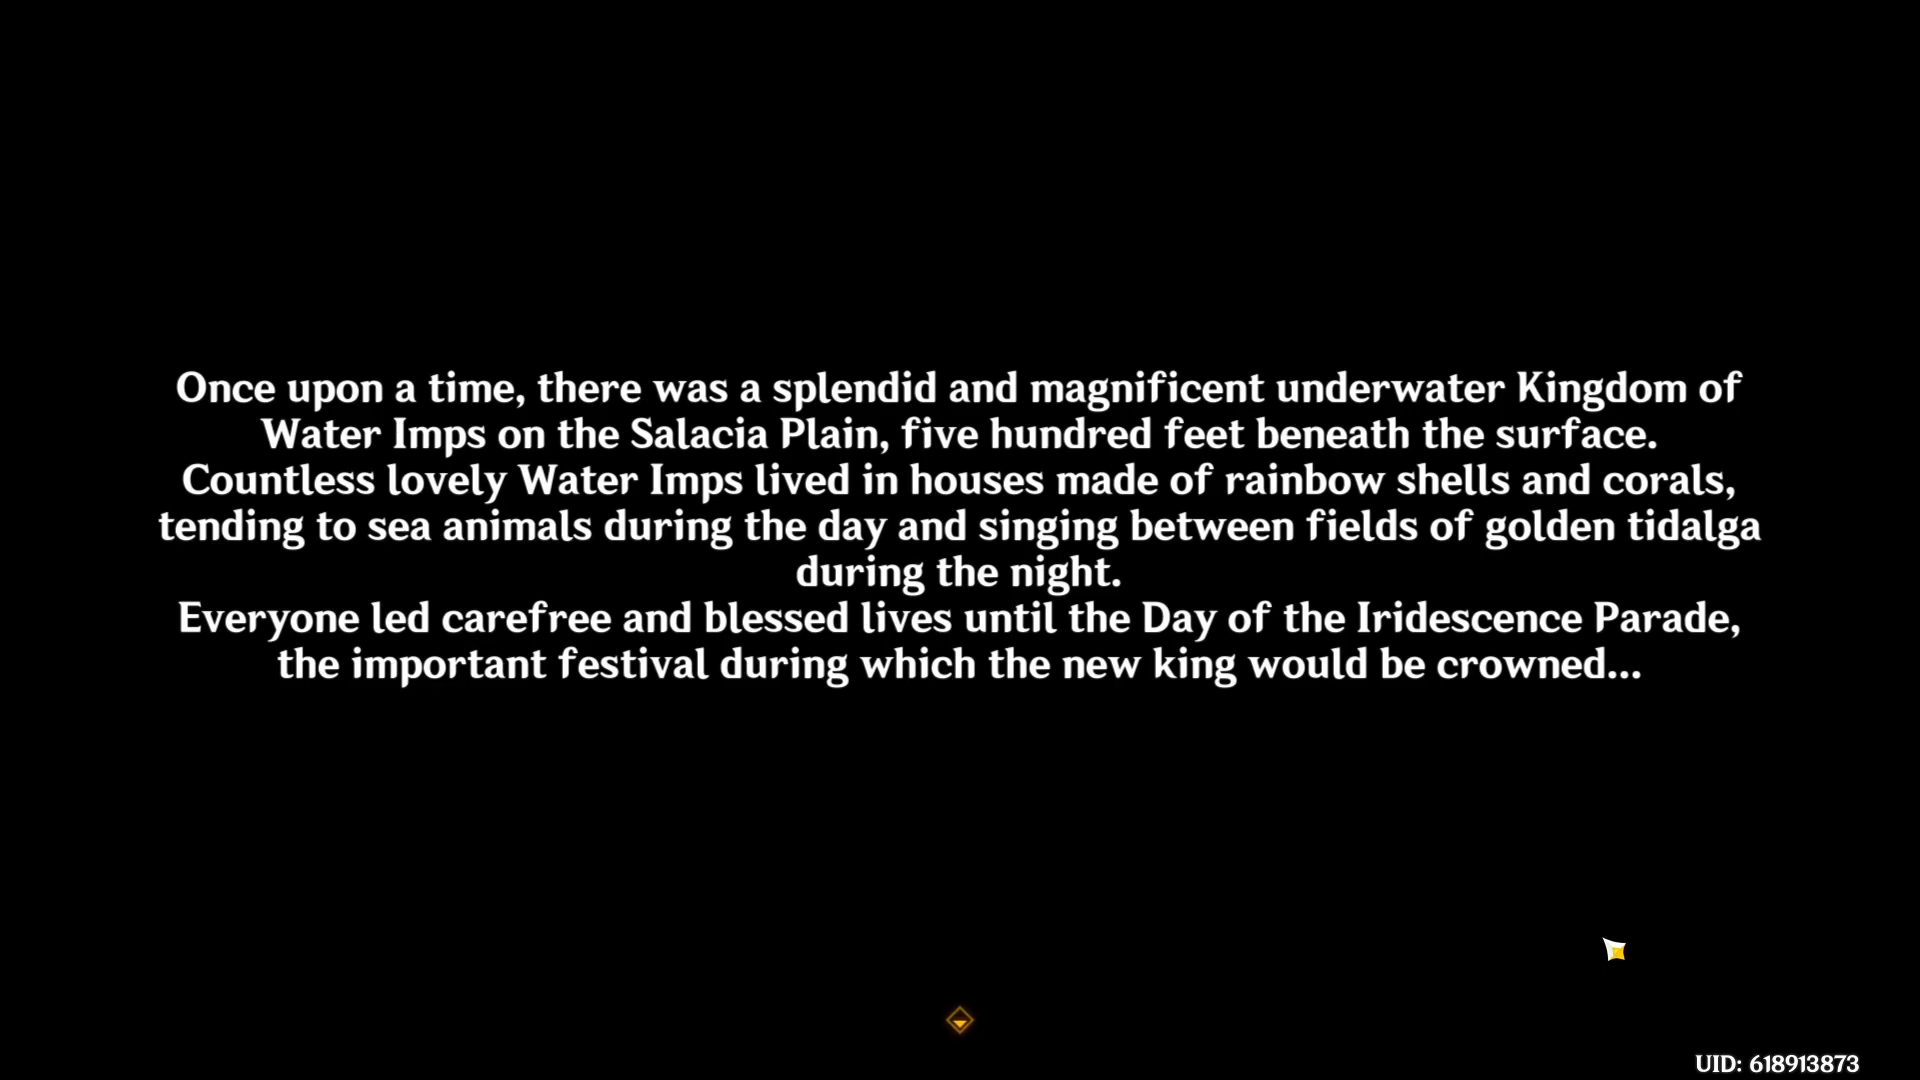 Once upon a time, there was a splendid and magnificent underwater Kingdom of
Water Imps on the Salacia Plain, five hundred feet beneath the surface.
Countless lovely Water Imps lived in houses made of rainbow shells and corals,
tending to sea animals during the day and singing between fields of golden tidalga
during the night.
Everyone led carefree and blessed lives until the Day of the Iridescence Parade,
the important festival during which the new king would be crowned...
UID: 618913873